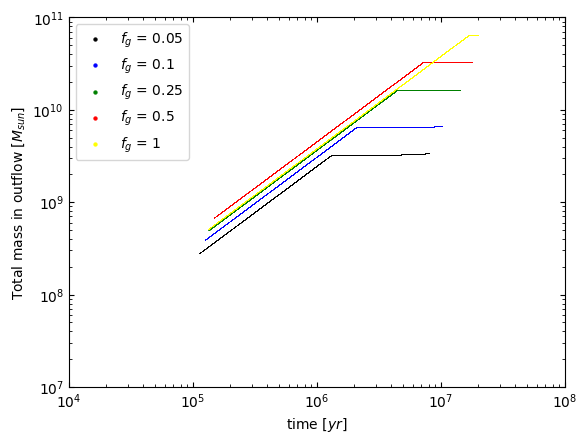 10^11
10^10
10^9
10^8
10^7
Total mass in outflow [M_sun]
f_g = 0.05
f_g = 0.1
f_g = 0.25
f_g = 0.5
f_g = 1
10^4 10^5 10^6 10^7 10^8
time [yr]